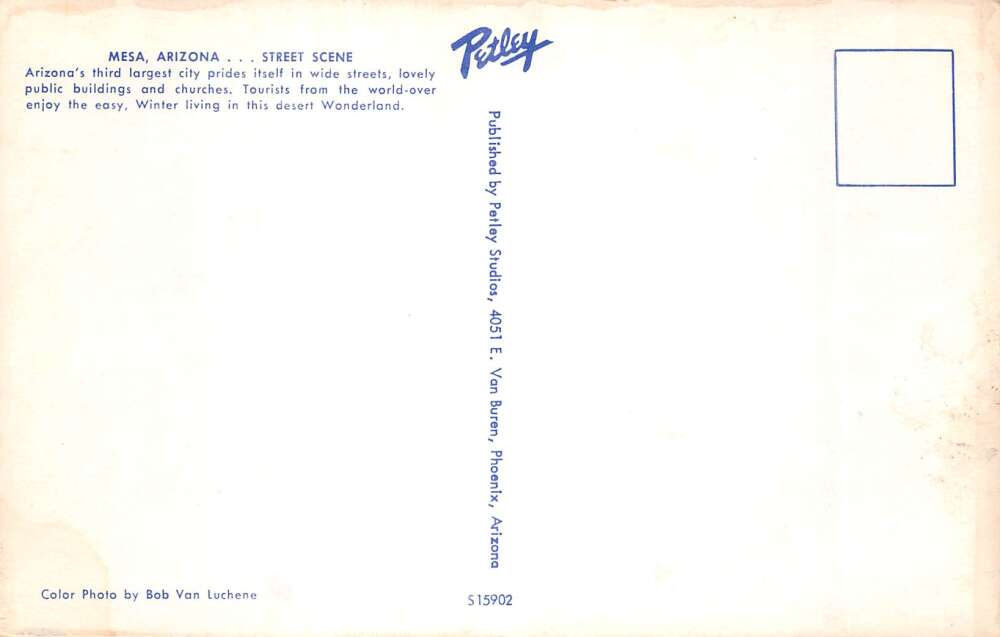 MESA, ARIZONA . . . STREET SCENE
Arizona's third largest city prides itself in wide streets, lovely
public buildings and churches. Tourists from the world-over
enjoy the easy, Winter living in this desert Wonderland.
Petley
Published by Petley Studios, 4051 E. Van Buren, Phoenix, Arizona
Color Photo by Bob Van Luchene
S15902